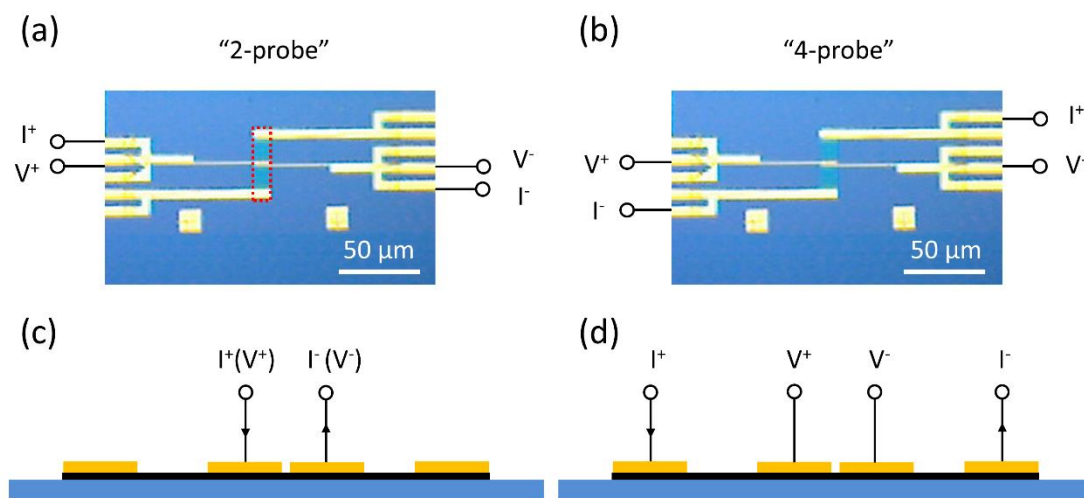 (a)
“2-probe”
I⁺
V⁺
V⁻
I⁻
50 µm
(b)
“4-probe”
I⁺
V⁺
V⁻
I⁻
50 µm
(c)
I⁺(V⁺)
I⁻ (V⁻)
(d)
I⁺
V⁺
V⁻
I⁻